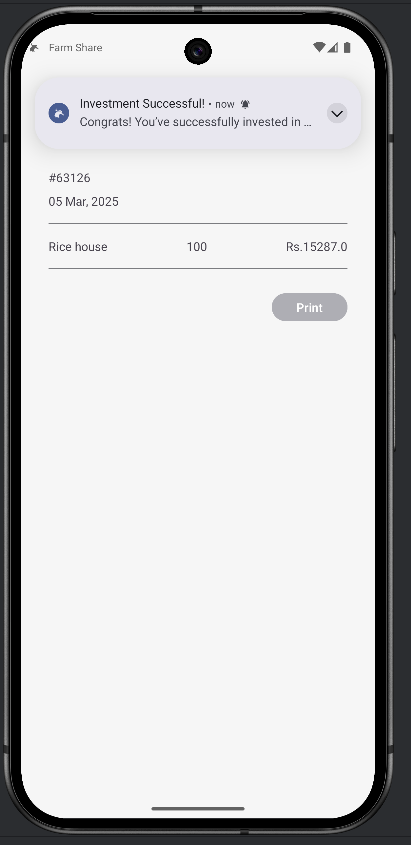 Farm Share
Investment Successful! • now
Congrats! You've successfully invested in ...
#63126
05 Mar, 2025
Rice house 100 Rs.15287.0
Print